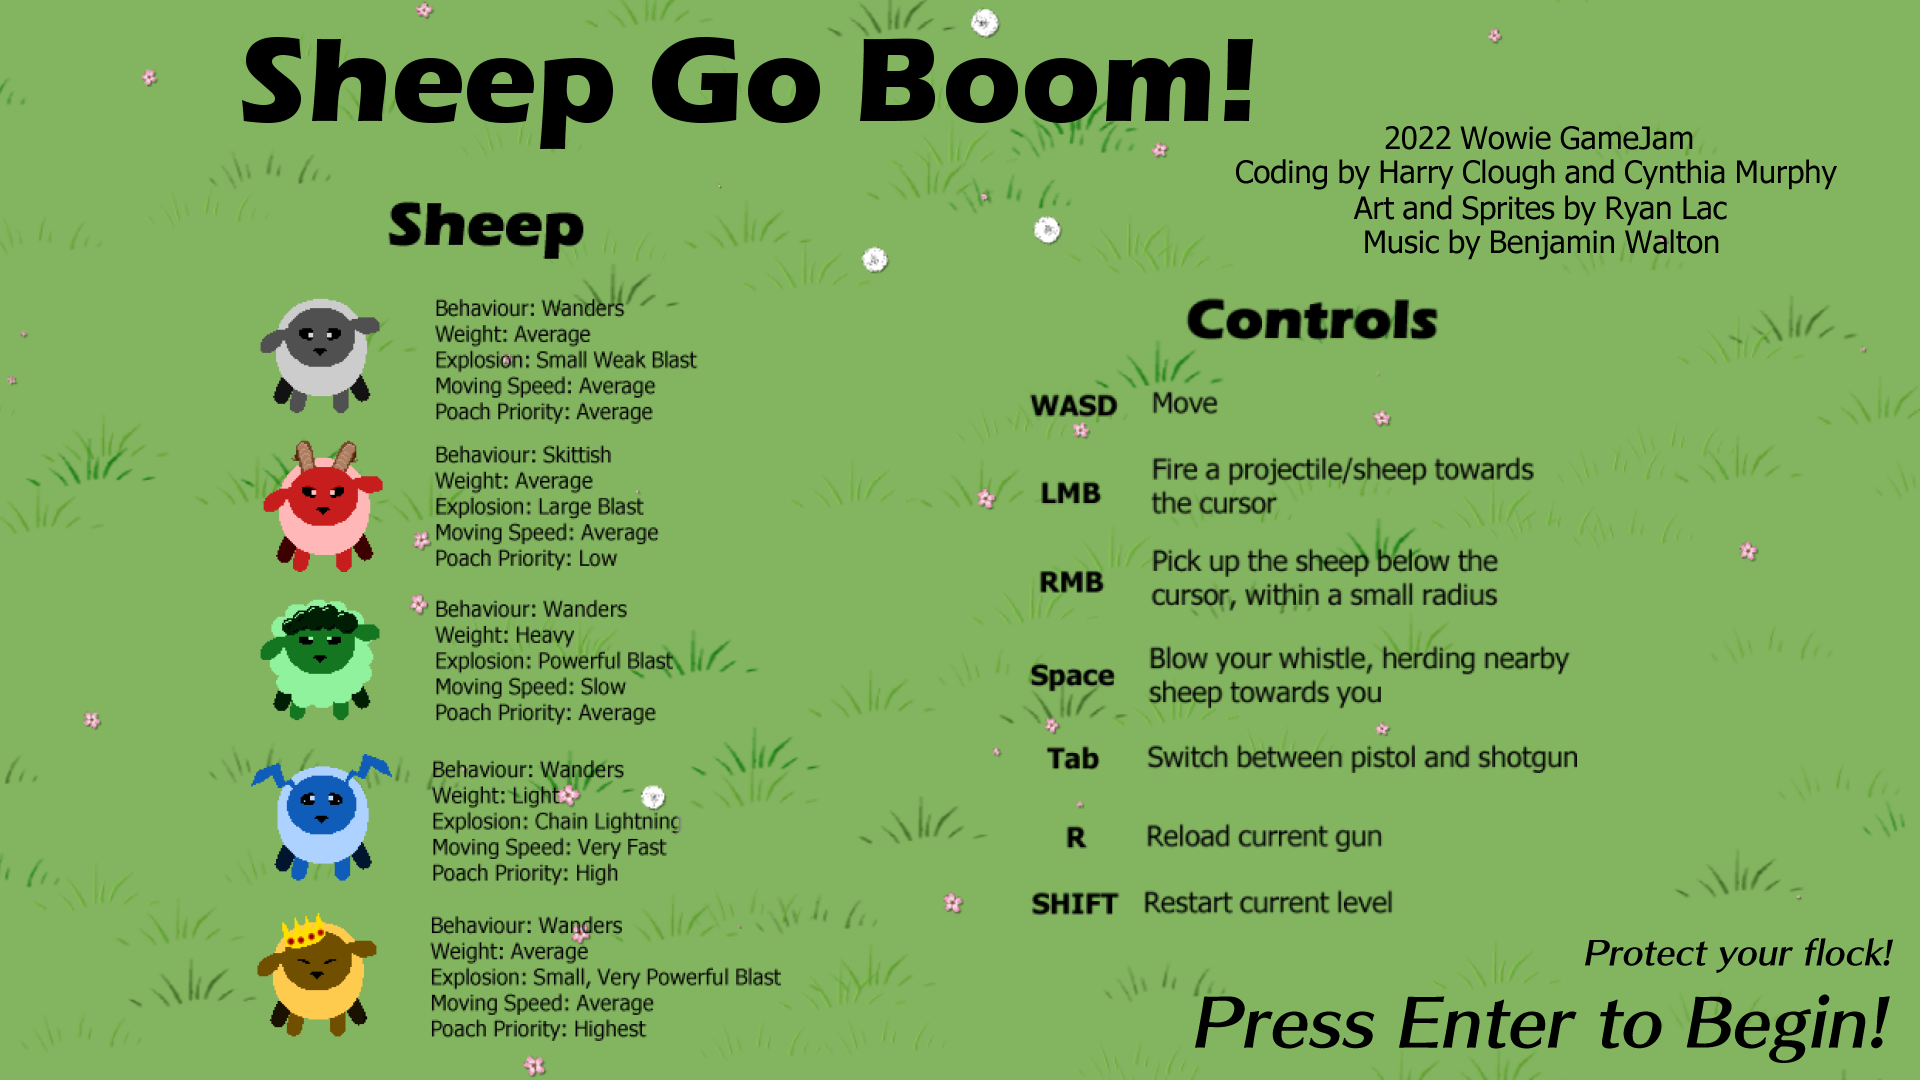 Sheep Go Boom!
2022 Wowie GameJam
Coding by Harry Clough and Cynthia Murphy
Art and Sprites by Ryan Lac
Music by Benjamin Walton
Sheep
Behaviour: Wanders
Weight: Average
Explosion: Small Weak Blast
Moving Speed: Average
Poach Priority: Average
Behaviour: Skittish
Weight: Average
Explosion: Large Blast
Moving Speed: Average
Poach Priority: Low
Behaviour: Wanders
Weight: Heavy
Explosion: Powerful Blast
Moving Speed: Slow
Poach Priority: Average
Behaviour: Wanders
Weight: Light
Explosion: Chain Lightning
Moving Speed: Very Fast
Poach Priority: High
Behaviour: Wanders
Weight: Average
Explosion: Small, Very Powerful Blast
Moving Speed: Average
Poach Priority: Highest
Controls
WASD Move
LMB Fire a projectile/sheep towards
the cursor
RMB Pick up the sheep below the
cursor, within a small radius
Space Blow your whistle, herding nearby
sheep towards you
Tab Switch between pistol and shotgun
R Reload current gun
SHIFT Restart current level
Protect your flock!
Press Enter to Begin!